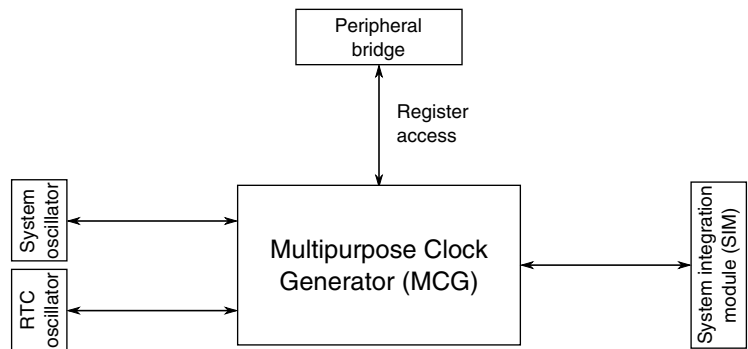 Peripheral
bridge
Register
access
System
oscillator
RTC
oscillator
Multipurpose Clock
Generator (MCG)
System integration
module (SIM)